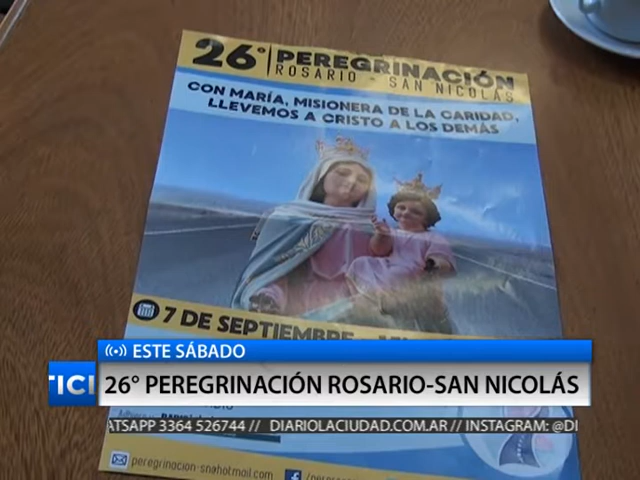 26° PEREGRINACIÓN
ROSARIO - SAN NICOLÁS
CON MARÍA, MISIONERA DE LA CARIDAD,
LLEVEMOS A CRISTO A LOS DEMÁS
7 DE SEPTIEMBRE
ESTE SÁBADO
TICI 26° PEREGRINACIÓN ROSARIO-SAN NICOLÁS
ATSAPP 3364 526744 // DIARIOLACIUDAD.COM.AR // INSTAGRAM: @DI
peregrinacion-sn@hotmail.com